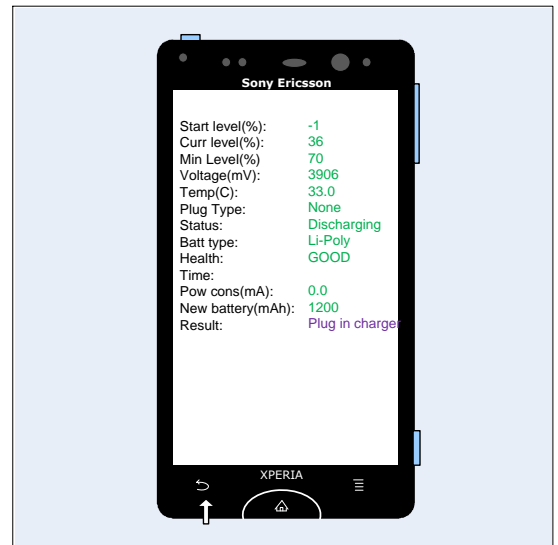 Sony Ericsson
Start level(%): -1
Curr level(%): 36
Min Level(%) 70
Voltage(mV): 3906
Temp(C): 33.0
Plug Type: None
Status: Discharging
Batt type: Li-Poly
Health: GOOD
Time:
Pow cons(mA): 0.0
New battery(mAh): 1200
Result: Plug in charger
XPERIA